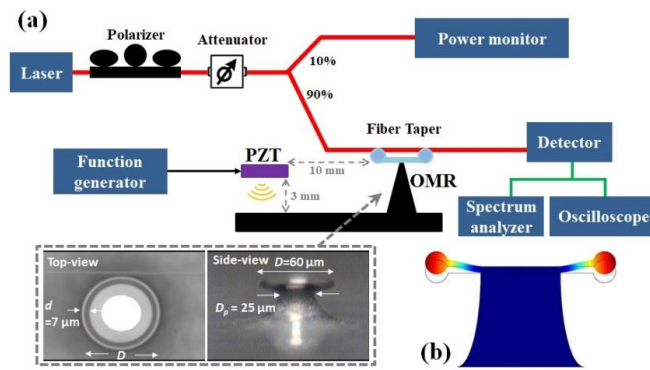 (a)
Polarizer
Attenuator
Laser
10%
Power monitor
90%
Fiber Taper
PZT
Detector
Function
generator
10 mm
OMR
3 mm
Spectrum
analyzer
Oscilloscope
Top-view
Side-view
D=60 μm
d
=7 μm
Dₚ = 25 μm
D
(b)